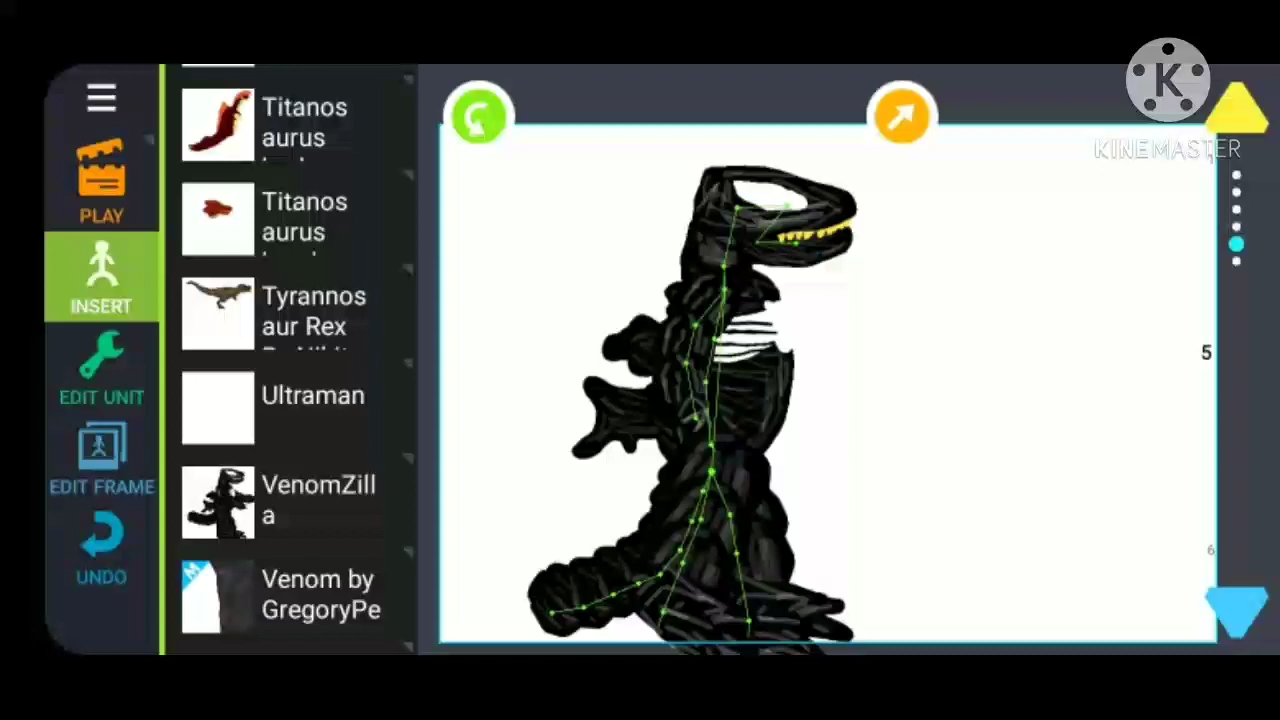 K
KINEMASTER
PLAY
INSERT
EDIT UNIT
EDIT FRAME
UNDO
Titanos
aurus
Titanos
aurus
Tyrannos
aur Rex
Ultraman
VenomZill
a
Venom by
GregoryPe
5
6